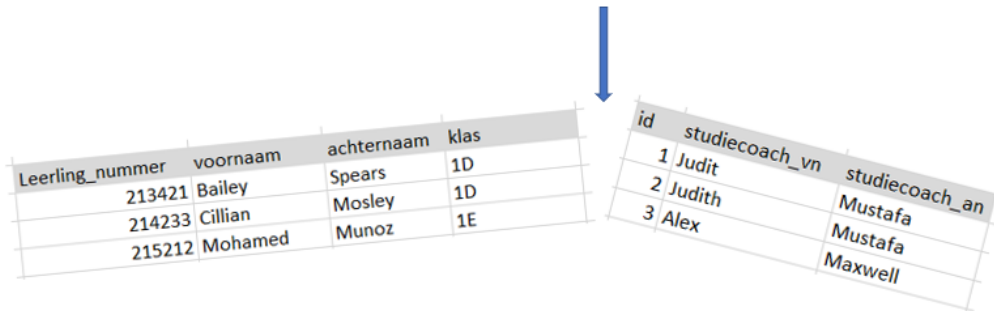 Leerling_nummer voornaam achternaam klas
213421 Bailey Spears 1D
214233 Cillian Mosley 1D
215212 Mohamed Munoz 1E
id studiecoach_vn studiecoach_an
1 Judit Mustafa
2 Judith Mustafa
3 Alex Maxwell